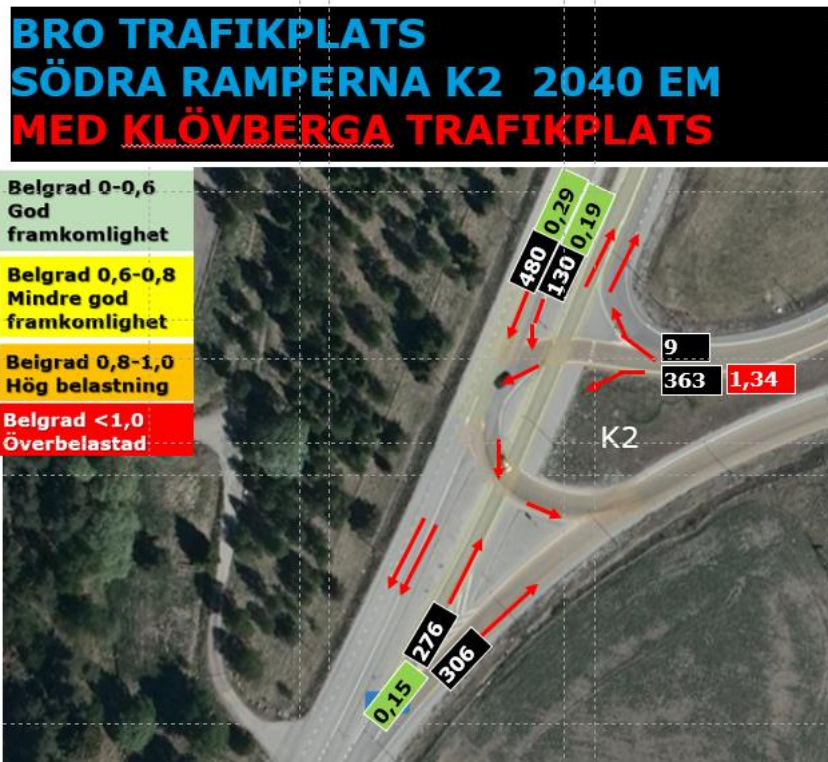 BRO TRAFIKPLATS
SÖDRA RAMPERNA K2 2040 EM
MED KLÖVBERGA TRAFIKPLATS
Belgrad 0-0,6
God
framkomlighet
Belgrad 0,6-0,8
Mindre god
framkomlighet
Belgrad 0,8-1,0
Hög belastning
Belgrad <1,0
Överbelastad
480 0,29
130 0,19
9
363 1,34
K2
276
306
0,15